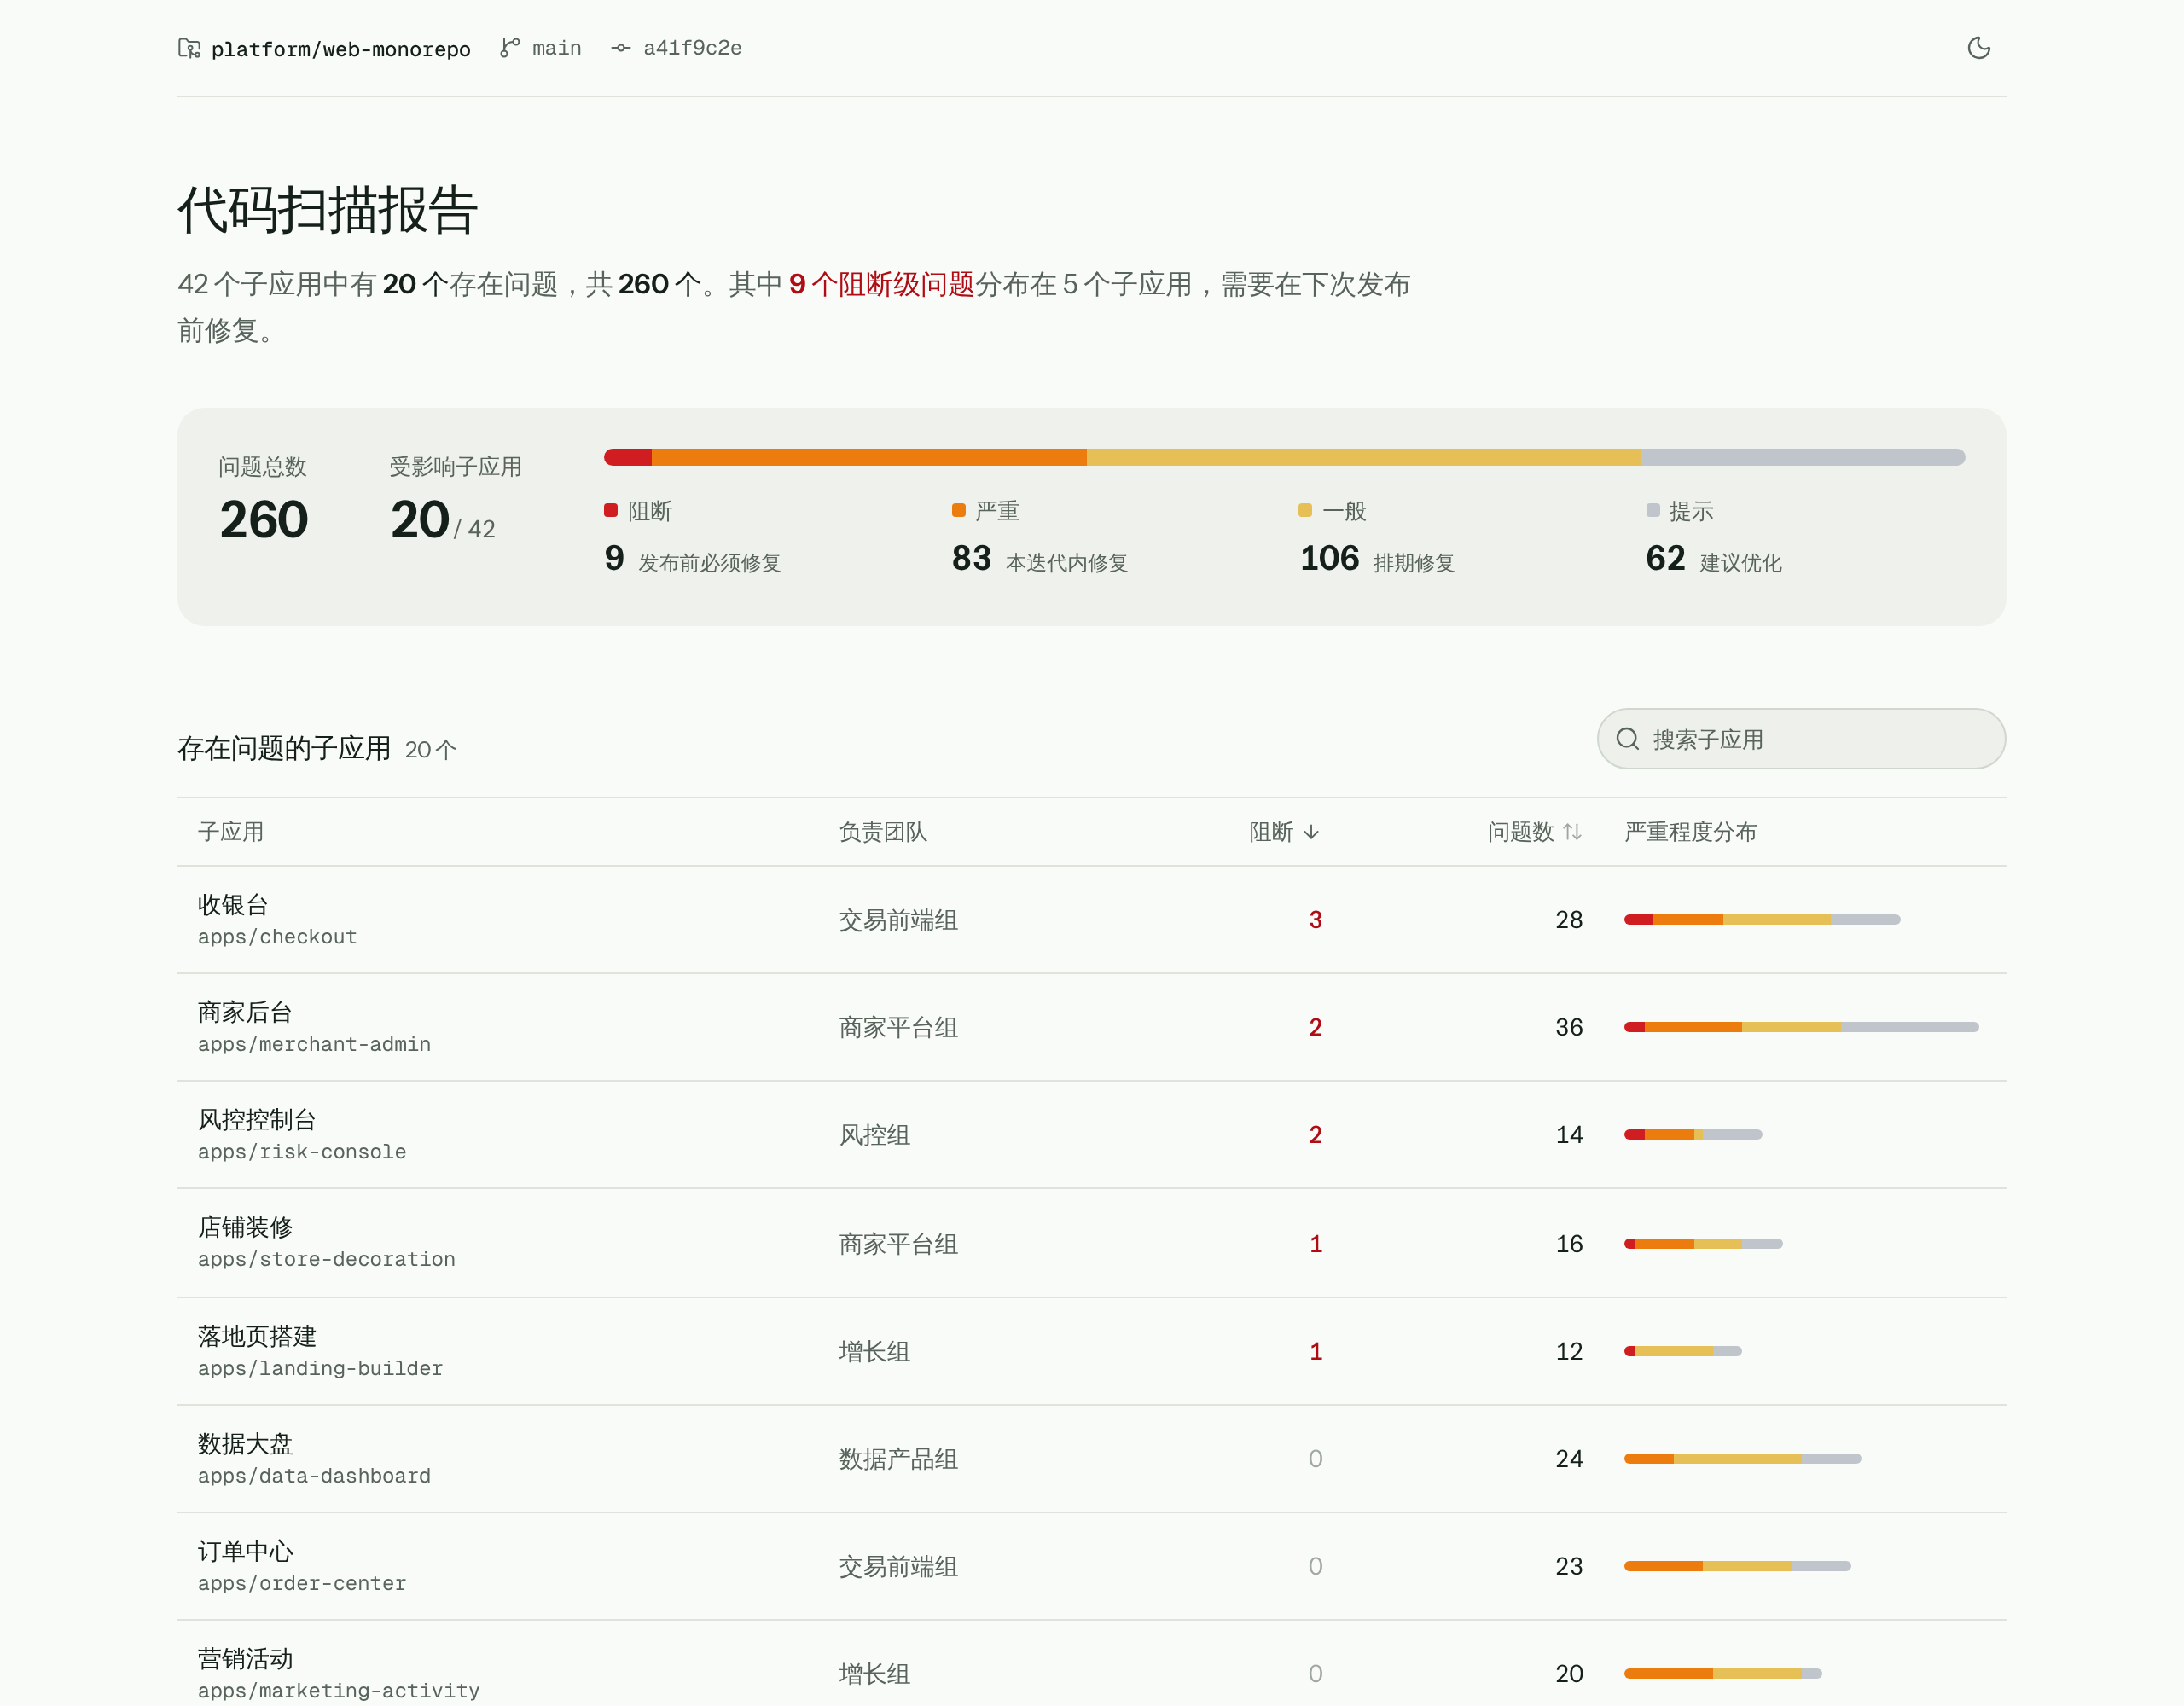 platform/web-monorepo main a41f9c2e
代码扫描报告
42 个子应用中有 20 个存在问题，共 260 个。其中 9 个阻断级问题分布在 5 个子应用，需要在下次发布
前修复。
问题总数 受影响子应用
260 20 / 42
阻断 严重 一般 提示
9 发布前必须修复 83 本迭代内修复 106 排期修复 62 建议优化
存在问题的子应用 20 个 搜索子应用
子应用 负责团队 阻断 问题数 严重程度分布
收银台
apps/checkout 交易前端组 3 28
商家后台
apps/merchant-admin 商家平台组 2 36
风控控制台
apps/risk-console 风控组 2 14
店铺装修
apps/store-decoration 商家平台组 1 16
落地页搭建
apps/landing-builder 增长组 1 12
数据大盘
apps/data-dashboard 数据产品组 0 24
订单中心
apps/order-center 交易前端组 0 23
营销活动
apps/marketing-activity 增长组 0 20